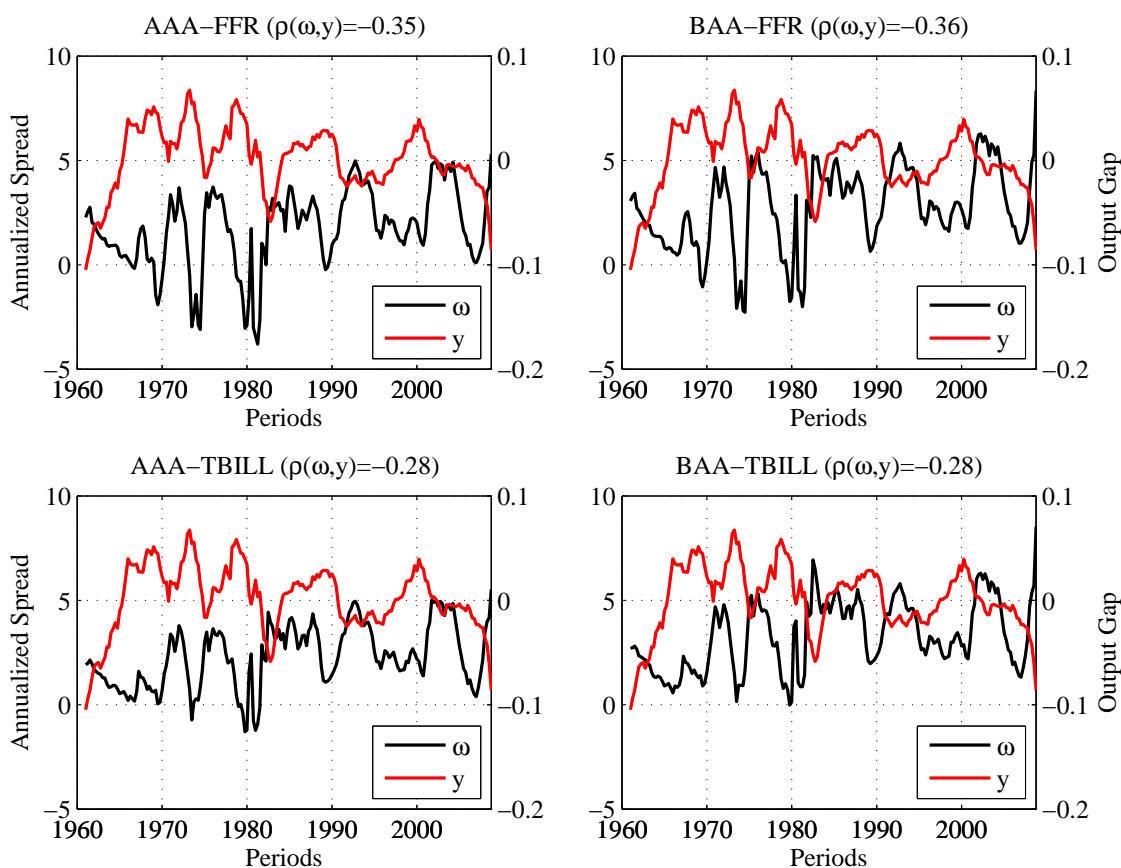 AAA−FFR (ρ(ω,y)=−0.35)
10
5
0
−5
Annualized Spread
0.1
0
−0.1
−0.2
ω
y
1960 1970 1980 1990 2000
Periods
BAA−FFR (ρ(ω,y)=−0.36)
10
5
0
−5
0.1
0
−0.1
−0.2
Output Gap
ω
y
1960 1970 1980 1990 2000
Periods
AAA−TBILL (ρ(ω,y)=−0.28)
10
5
0
−5
Annualized Spread
0.1
0
−0.1
−0.2
ω
y
1960 1970 1980 1990 2000
Periods
BAA−TBILL (ρ(ω,y)=−0.28)
10
5
0
−5
0.1
0
−0.1
−0.2
Output Gap
ω
y
1960 1970 1980 1990 2000
Periods